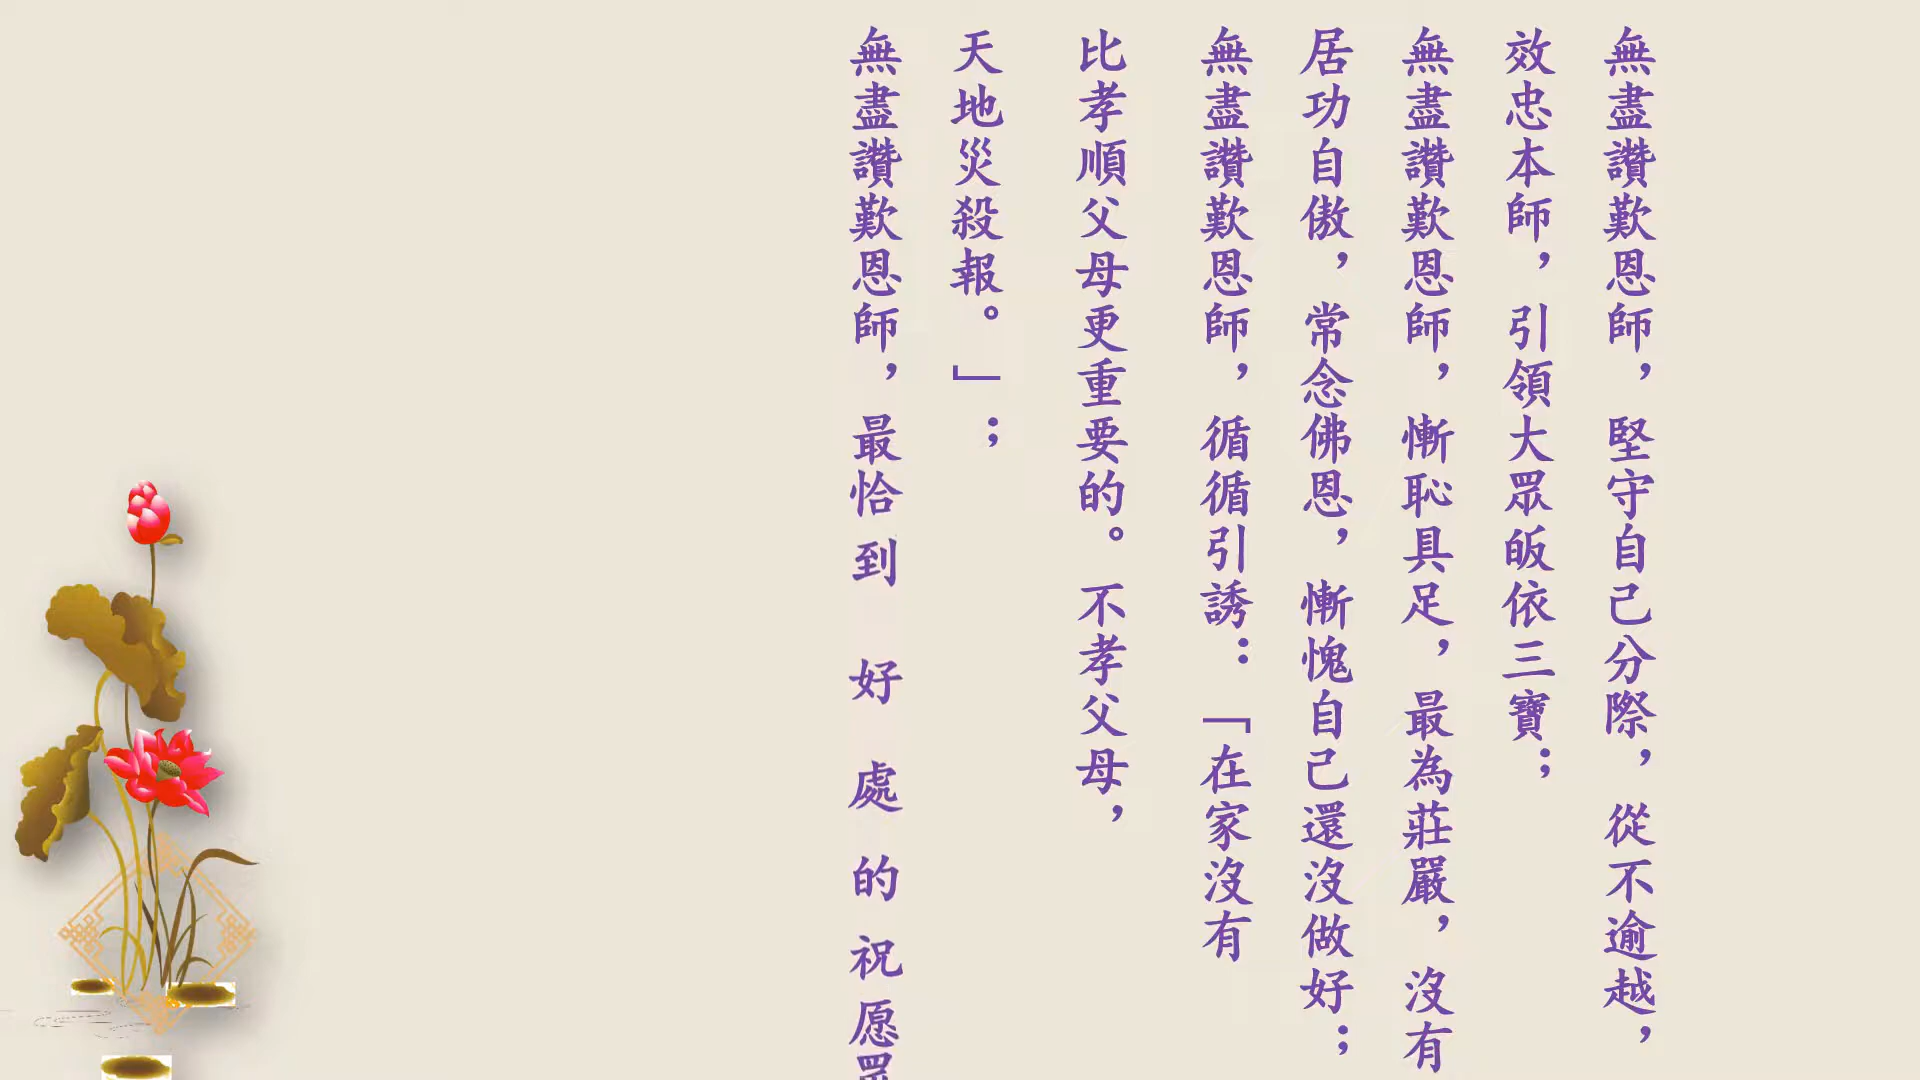 無盡讚歎恩師，堅守自己分際，從不逾越，
效忠本師，引領大眾皈依三寶；
無盡讚歎恩師，慚恥具足，最為莊嚴，沒有
居功自傲，常念佛恩，慚愧自己還沒做好；
無盡讚歎恩師，循循引誘：「在家沒有
比孝順父母更重要的。不孝父母，
天地災殺報。」；
無盡讚歎恩師，最恰到好處的祝愿眾